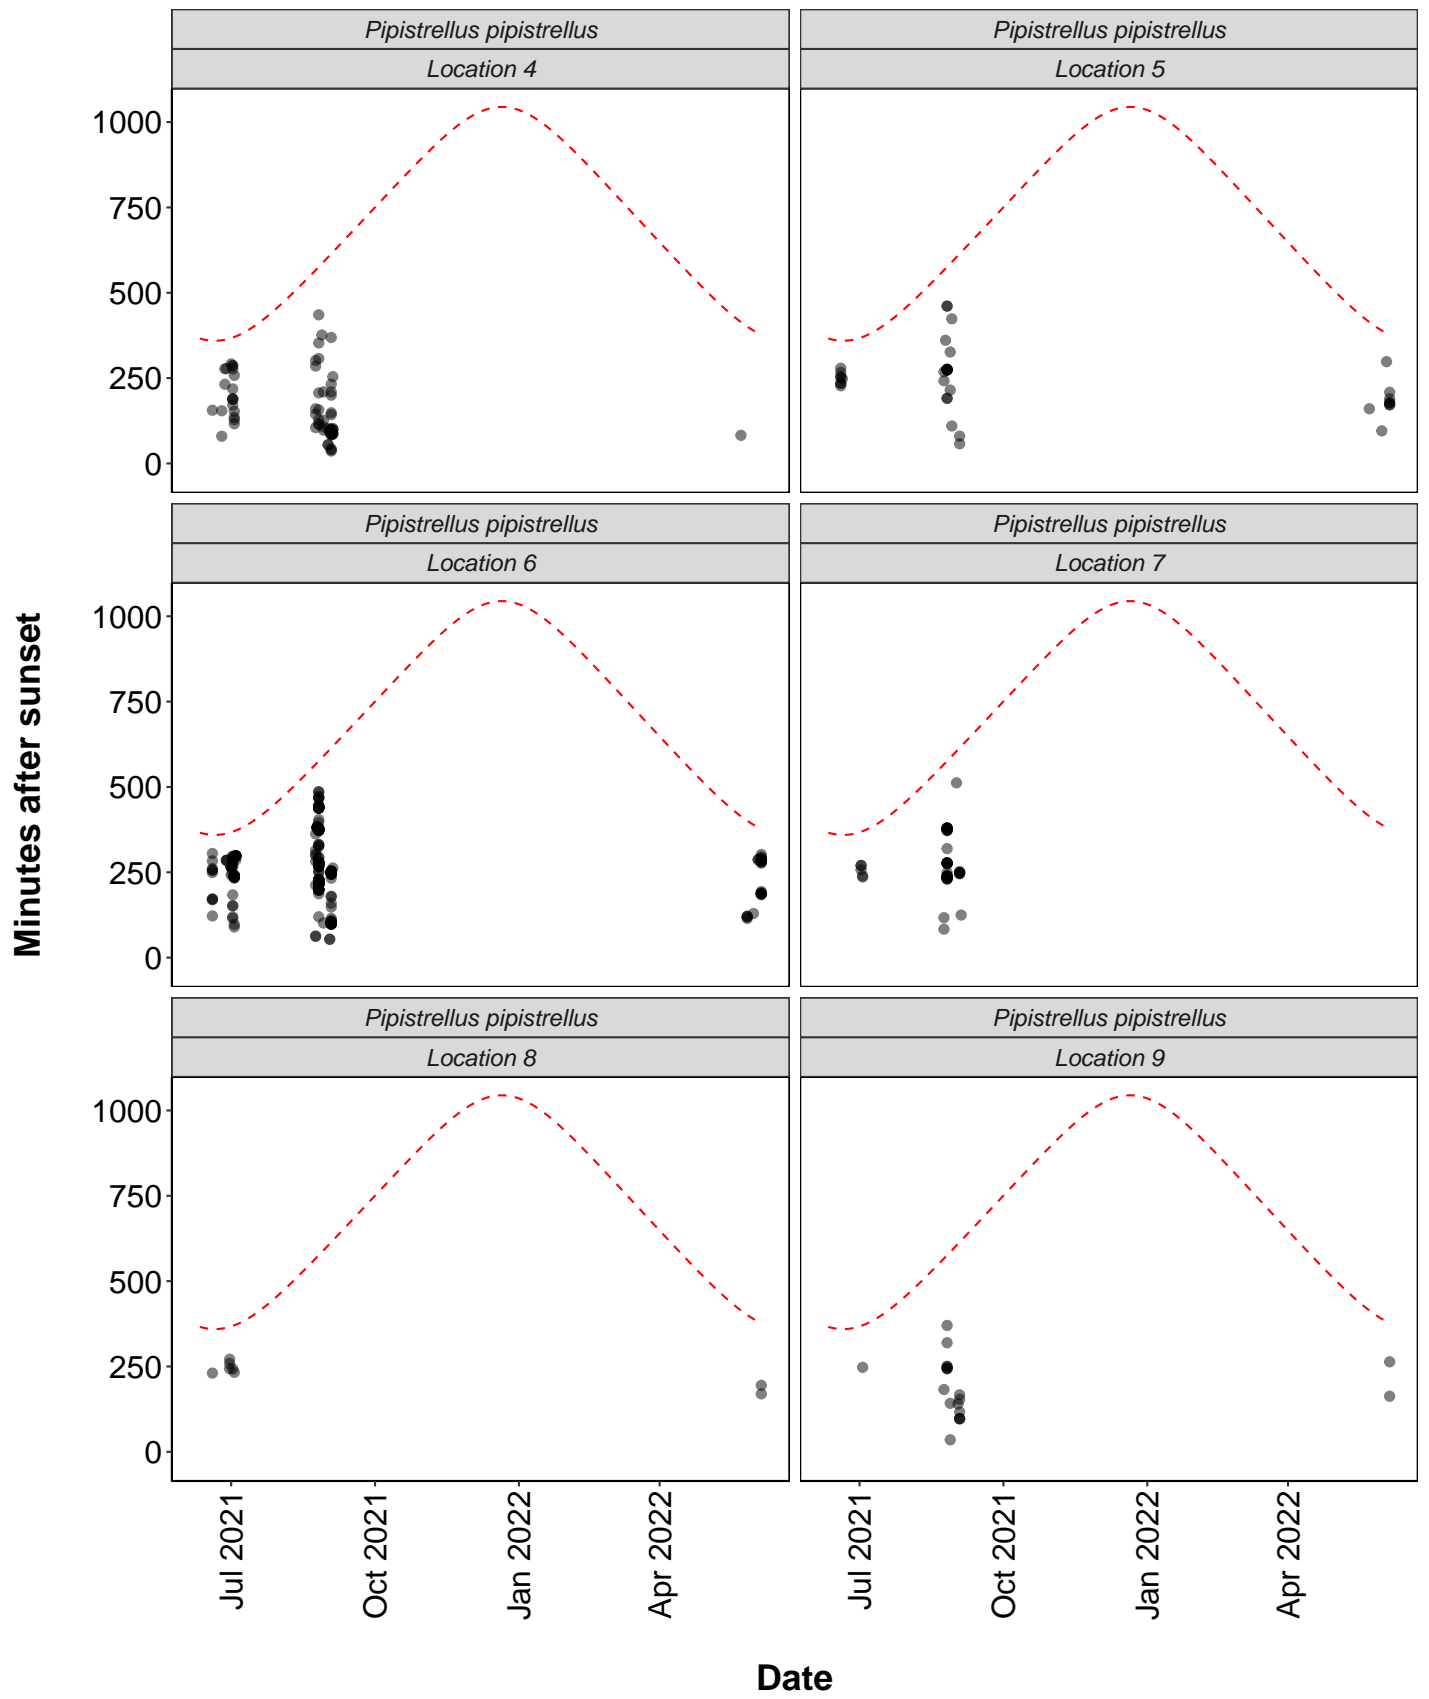 Pipistrellus pipistrellus
Pipistrellus pipistrellus
Location 4
Location 5
1000
750
500
250
0
Pipistrellus pipistrellus
Pipistrellus pipistrellus
Location 6
Location 7
1000
750
500
250
0
Minutes after sunset
Pipistrellus pipistrellus
Pipistrellus pipistrellus
Location 8
Location 9
1000
750
500
250
0
Jul 2021
Oct 2021
Jan 2022
Apr 2022
Jul 2021
Oct 2021
Jan 2022
Apr 2022
Date